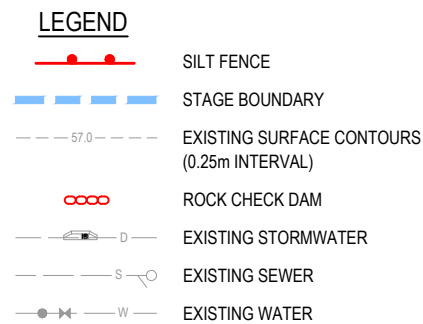 LEGEND
SILT FENCE
STAGE BOUNDARY
57.0 EXISTING SURFACE CONTOURS
(0.25m INTERVAL)
ROCK CHECK DAM
D EXISTING STORMWATER
S EXISTING SEWER
W EXISTING WATER